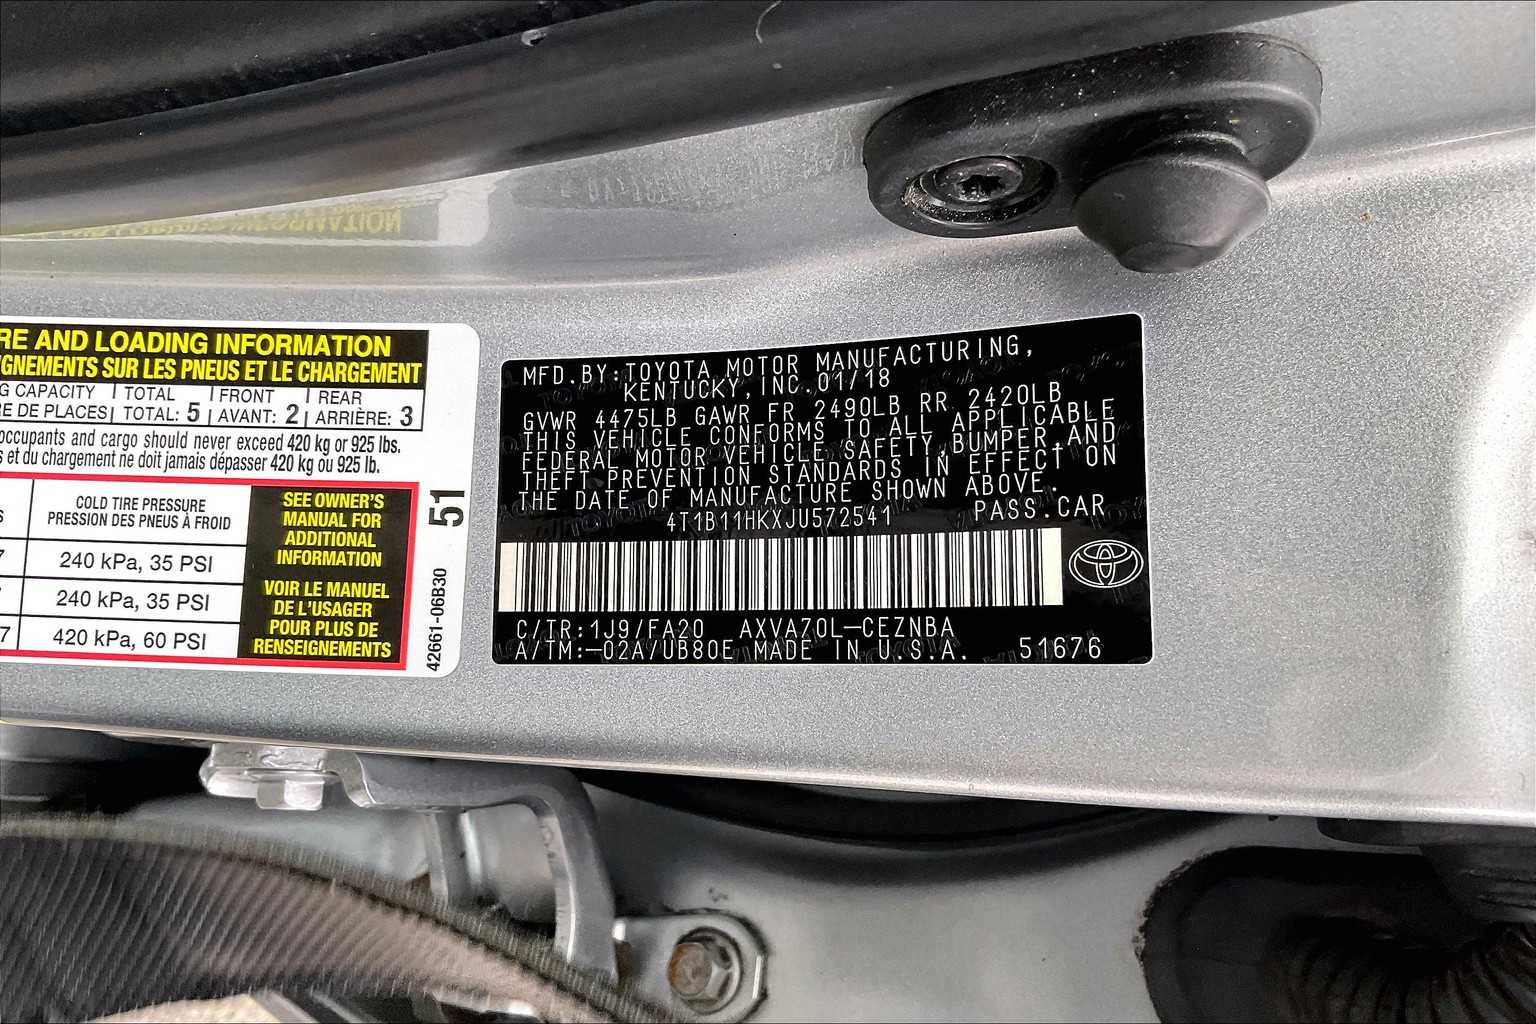 RE AND LOADING INFORMATION
IGNEMENTS SUR LES PNEUS ET LE CHARGEMENT
G CAPACITY TOTAL FRONT REAR
RE DE PLACES TOTAL: 5 AVANT: 2 ARRIÈRE: 3
occupants and cargo should never exceed 420 kg or 925 lbs.
s et du chargement ne doit jamais dépasser 420 kg ou 925 lb.
COLD TIRE PRESSURE
PRESSION DES PNEUS À FROID
240 kPa, 35 PSI
240 kPa, 35 PSI
7 420 kPa, 60 PSI
SEE OWNER'S
MANUAL FOR
ADDITIONAL
INFORMATION
VOIR LE MANUEL
DE L'USAGER
POUR PLUS DE
RENSEIGNEMENTS
51
42661-06B30
MFD.BY:TOYOTA MOTOR MANUFACTURING,
KENTUCKY,INC.01/18
GVWR 4475LB GAWR FR 2490LB RR 2420LB
THIS VEHICLE CONFORMS TO ALL APPLICABLE
FEDERAL MOTOR VEHICLE SAFETY,BUMPER,AND
THEFT PREVENTION STANDARDS IN EFFECT ON
THE DATE OF MANUFACTURE SHOWN ABOVE.
4T1B11HKXJU572541 PASS.CAR
C/TR:1J9/FA20 AXVA70L-CEZNBA
A/TM:-02A/UB80E MADE IN U.S.A. 51676